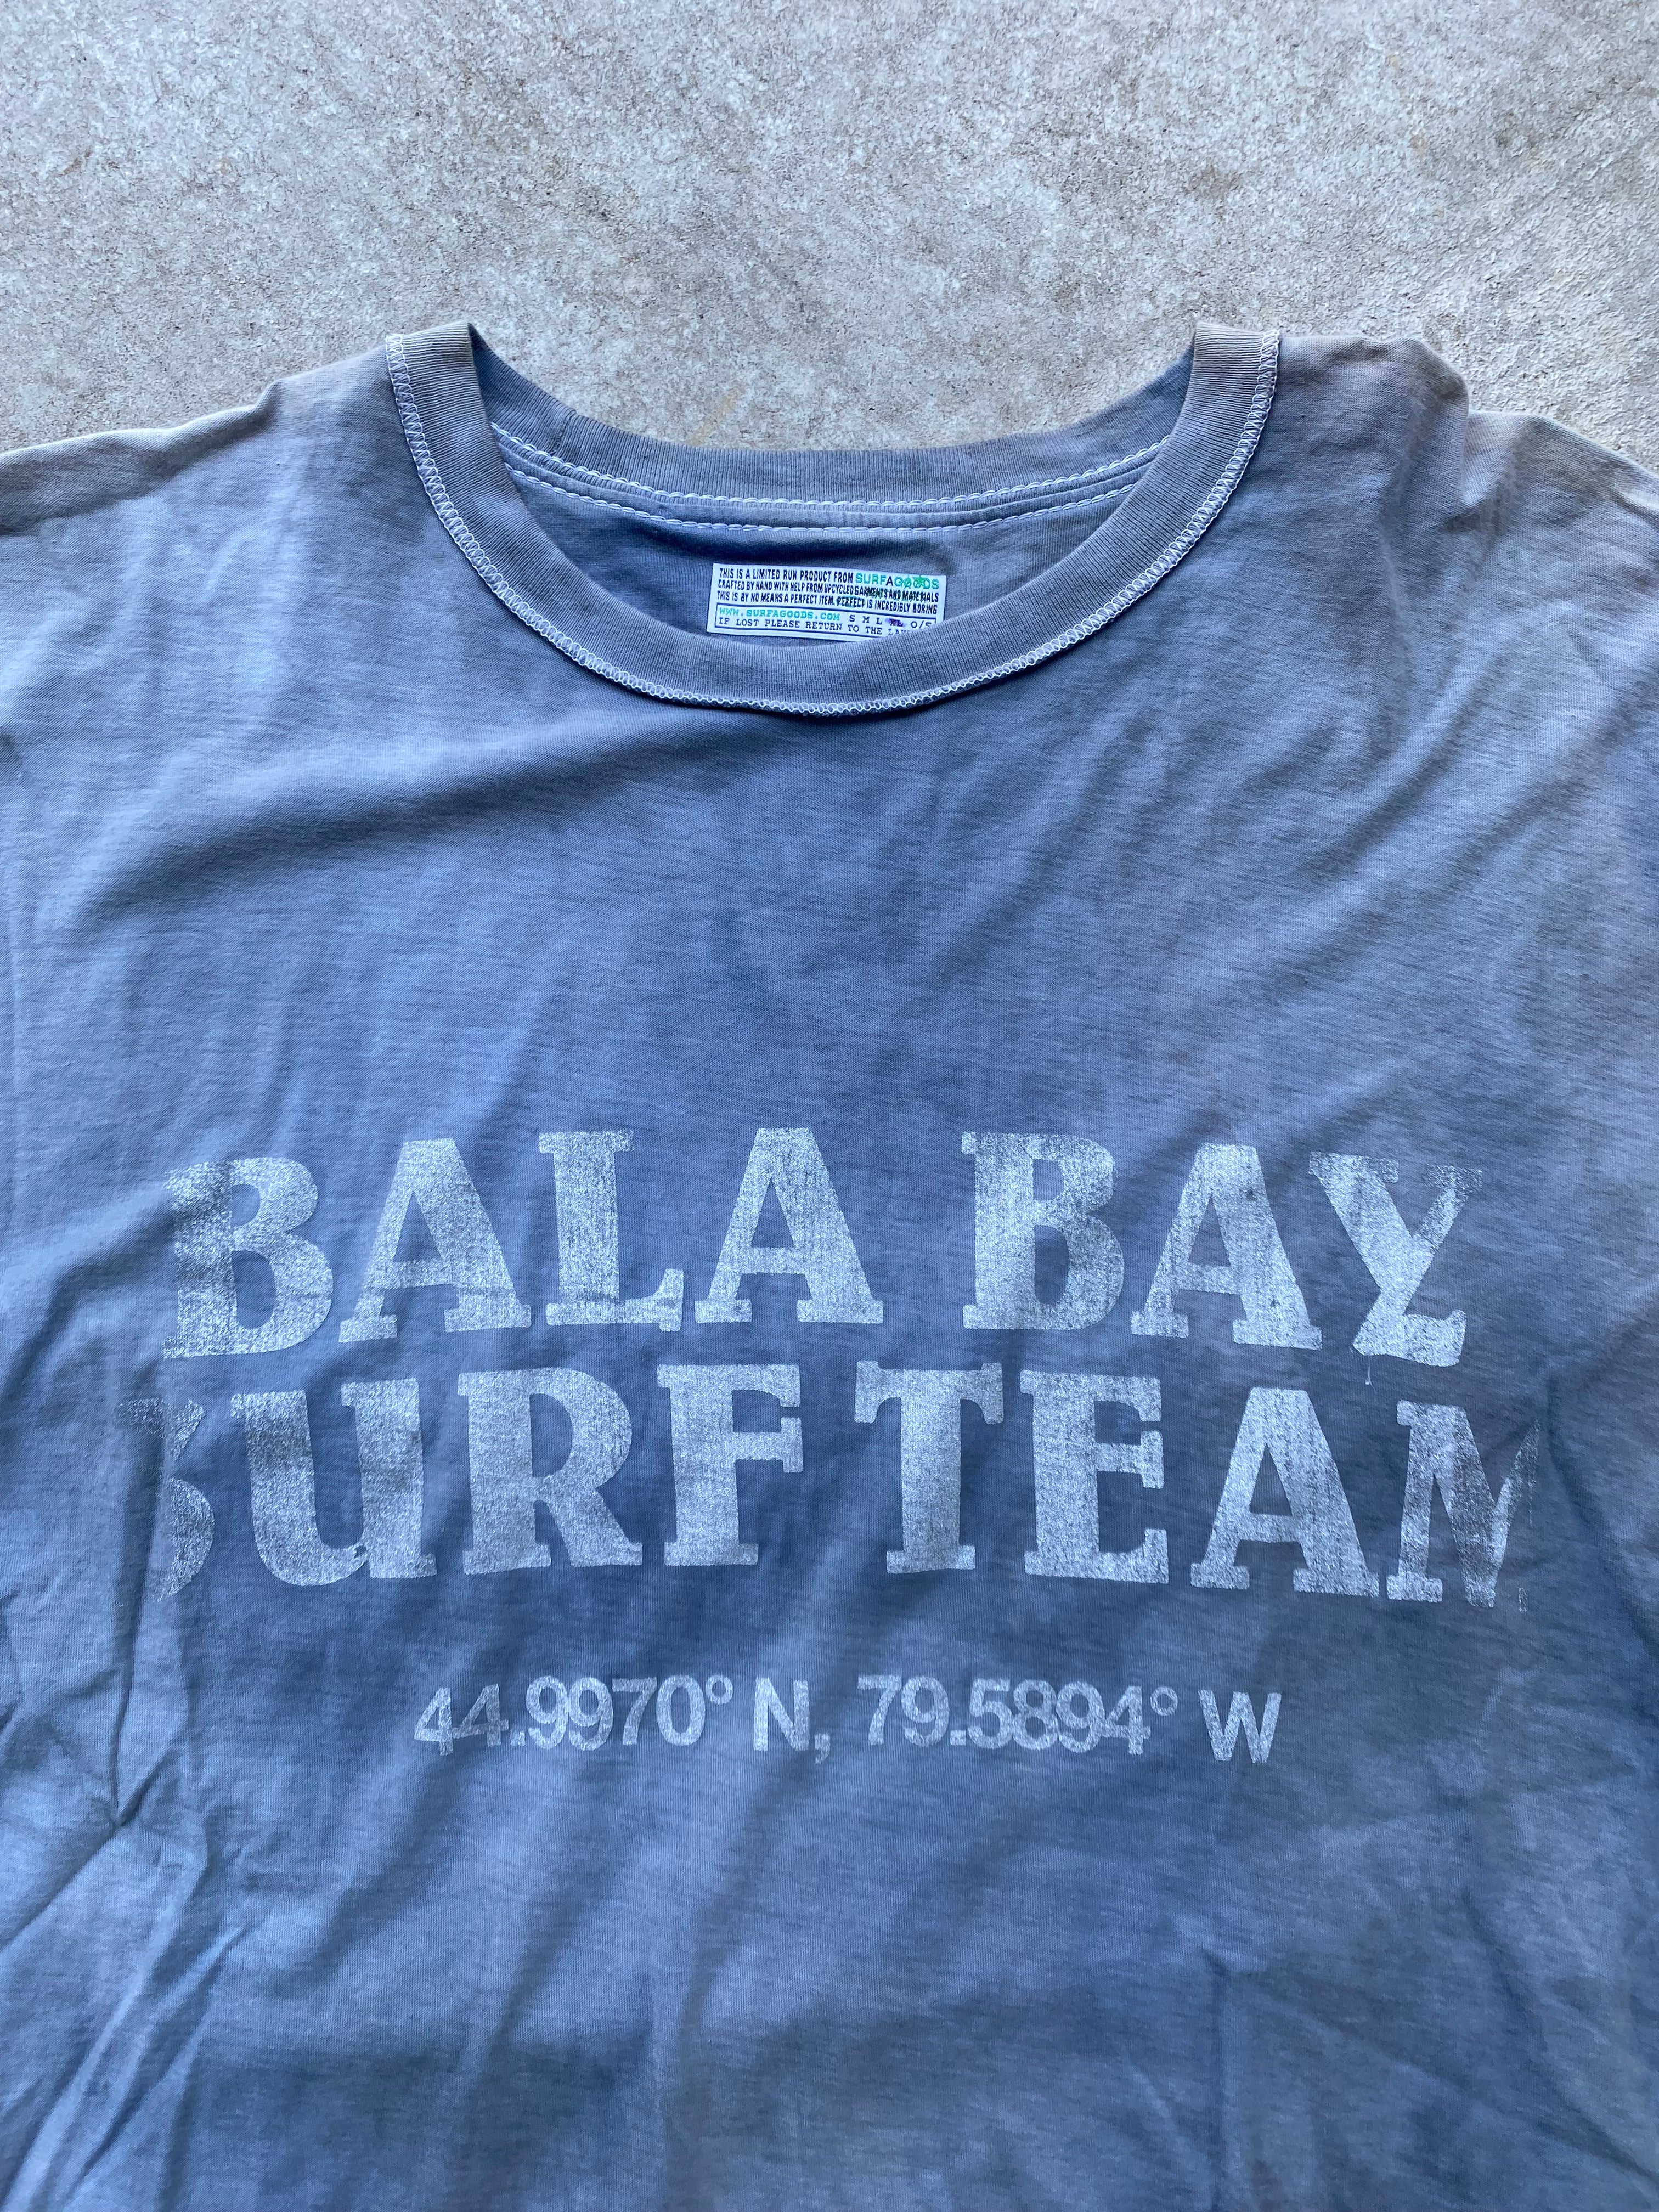 THIS IS A LIMITED RUN PRODUCT FROM SURFAGOODS
CRAFTED BY HAND WITH HELP FROM UPCYCLED GARMENTS AND MATERIALS
THIS IS BY NO MEANS A PERFECT ITEM. PERFECT IS INCREDIBLY BORING
WWW.SURFAGOODS.COM S M L XL O/S
IF LOST PLEASE RETURN TO THE
BALA BAY
SURF TEAM
44.9970° N, 79.5894° W